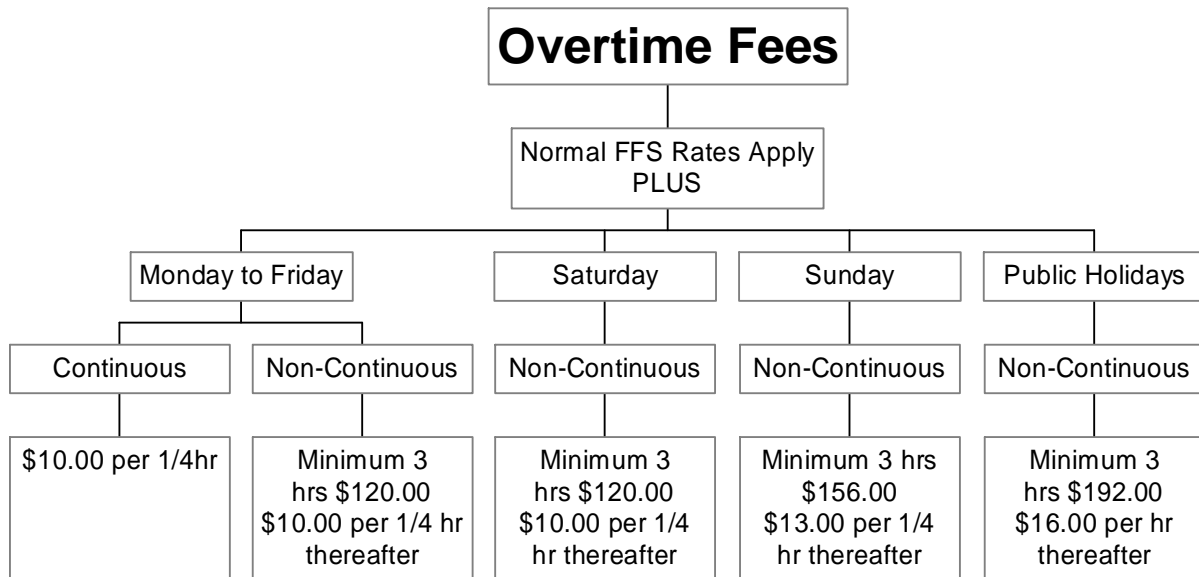 Overtime Fees
Normal FFS Rates Apply
PLUS
Monday to Friday
Saturday
Sunday
Public Holidays
Continuous
Non-Continuous
Non-Continuous
Non-Continuous
Non-Continuous
$10.00 per 1/4hr
Minimum 3
hrs $120.00
$10.00 per 1/4 hr
thereafter
Minimum 3
hrs $120.00
$10.00 per 1/4
hr thereafter
Minimum 3 hrs
$156.00
$13.00 per 1/4
hr thereafter
Minimum 3
hrs $192.00
$16.00 per hr
thereafter